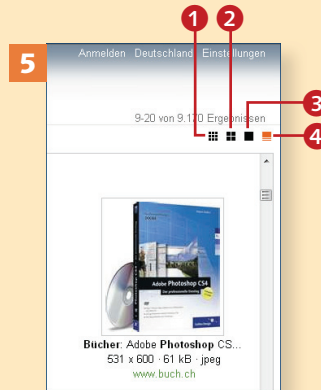 1 2
5
Anmelden Deutschland Einstellungen
9-20 von 9.170 Ergebnissen
3
4
Adobe Photoshop CS4
Bücher: Adobe Photoshop CS...
531 x 600 · 61 kB · jpeg
www.buch.ch